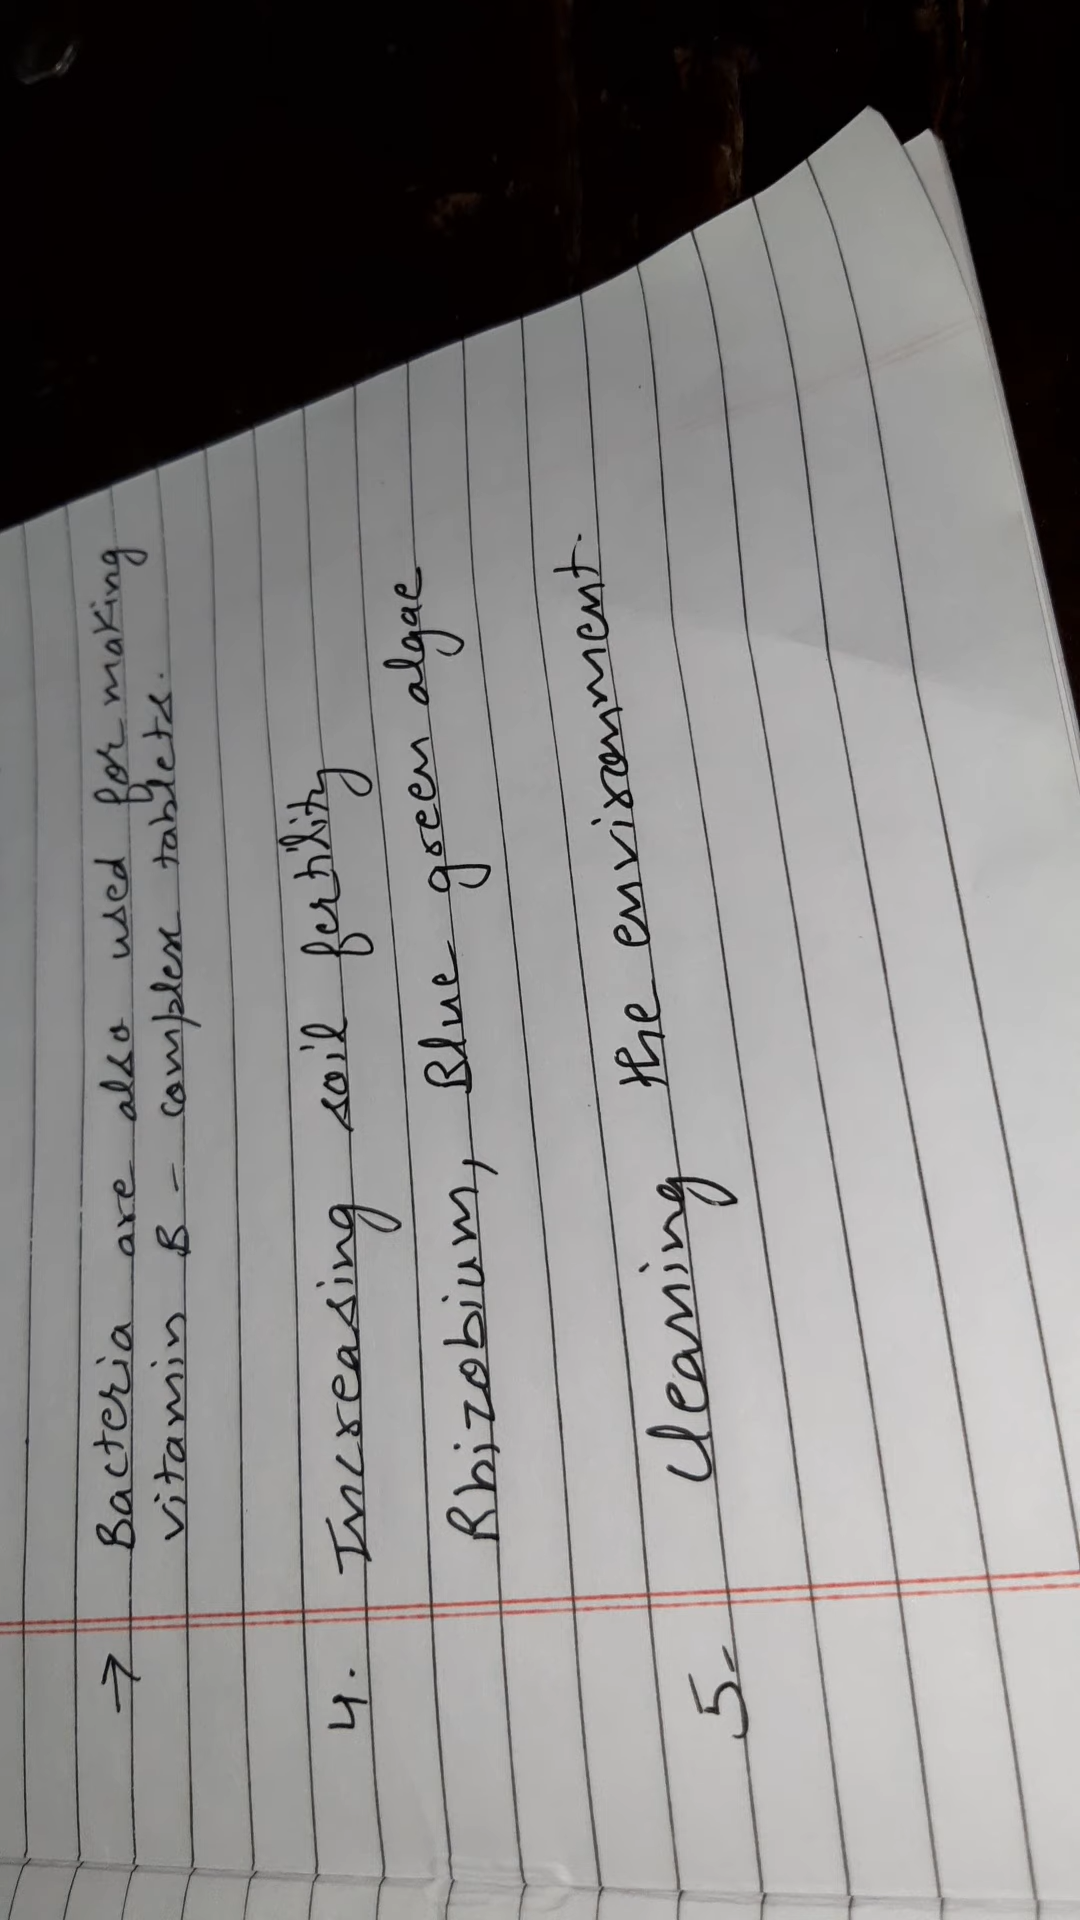 → Bacteria are also used for making
vitamin B - complex tablets.
4. Increasing soil fertility
Rhizobium, Blue green algae
5. Cleaning the environment.